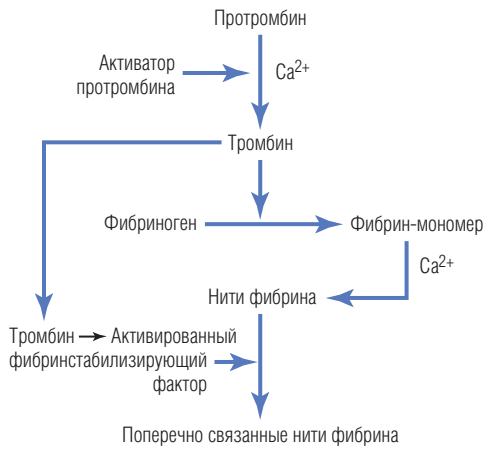 Протромбин
Активатор
протромбина
Ca2+
Тромбин
Фибриноген
Фибрин-мономер
Ca2+
Нити фибрина
Тромбин → Активированный
фибринстабилизирующий
фактор
Поперечно связанные нити фибрина